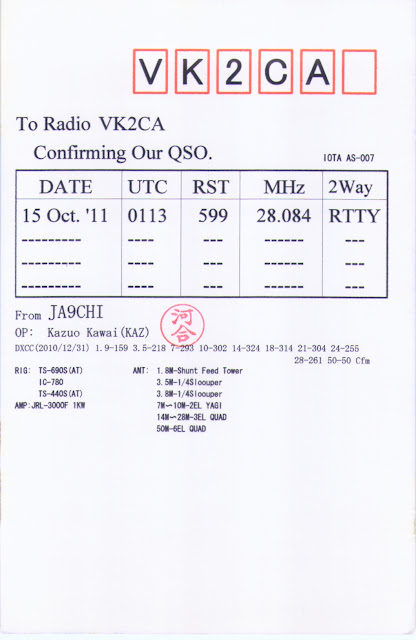 VK2CA
To Radio VK2CA
Confirming Our QSO.
IOTA AS-007
DATE UTC RST MHz 2Way
15 Oct. '11 0113 599 28.084 RTTY
--------- ---- --- ------ ---
--------- ---- --- ------ ---
--------- ---- --- ------ ---
From JA9CHI
OP: Kazuo Kawai(KAZ)
河合
DXCC(2010/12/31) 1.9-159 3.5-218 7-293 10-302 14-324 18-314 21-304 24-255
28-261 50-50 Cfm
RIG: TS-690S(AT) ANT: 1.8M-Shunt Feed Tower
IC-780 3.5M-1/4Sloouper
TS-440S(AT) 3.8M-1/4Sloouper
AMP:JRL-3000F 1KW 7M~10M-2EL YAGI
14M~28M-3EL QUAD
50M-6EL QUAD